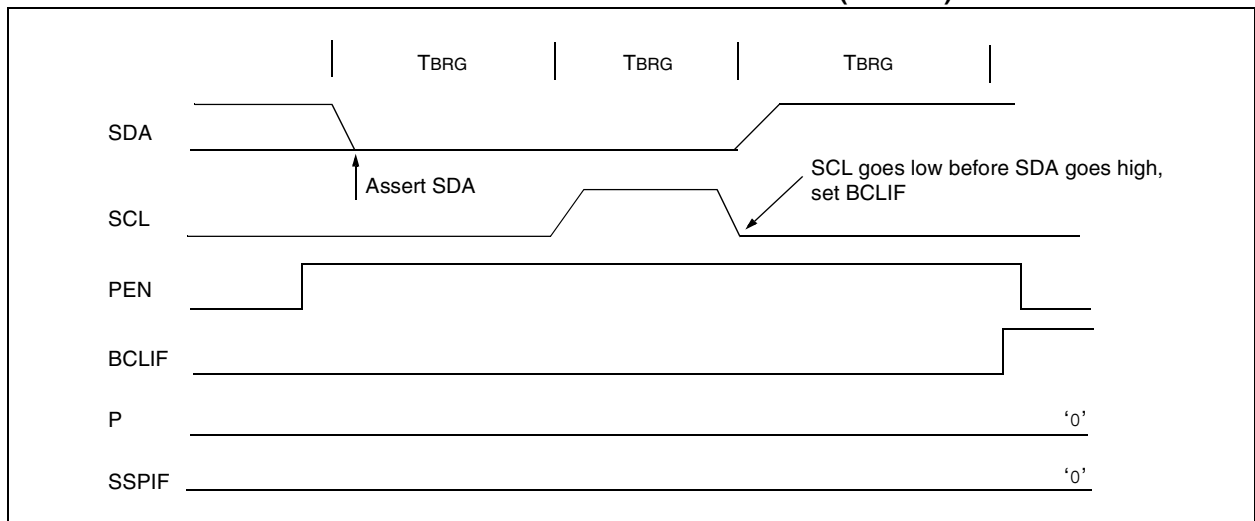 TBRG TBRG TBRG
SDA
Assert SDA
SCL goes low before SDA goes high,
set BCLIF
SCL
PEN
BCLIF
P '0'
SSPIF '0'